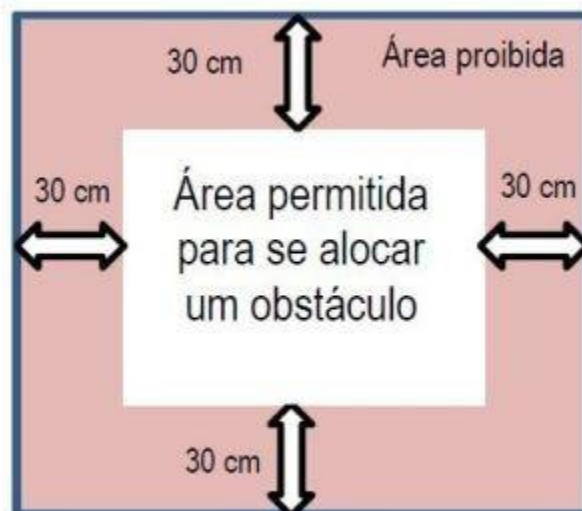 30 cm
Área proibida
30 cm
Área permitida
para se alocar
um obstáculo
30 cm
30 cm